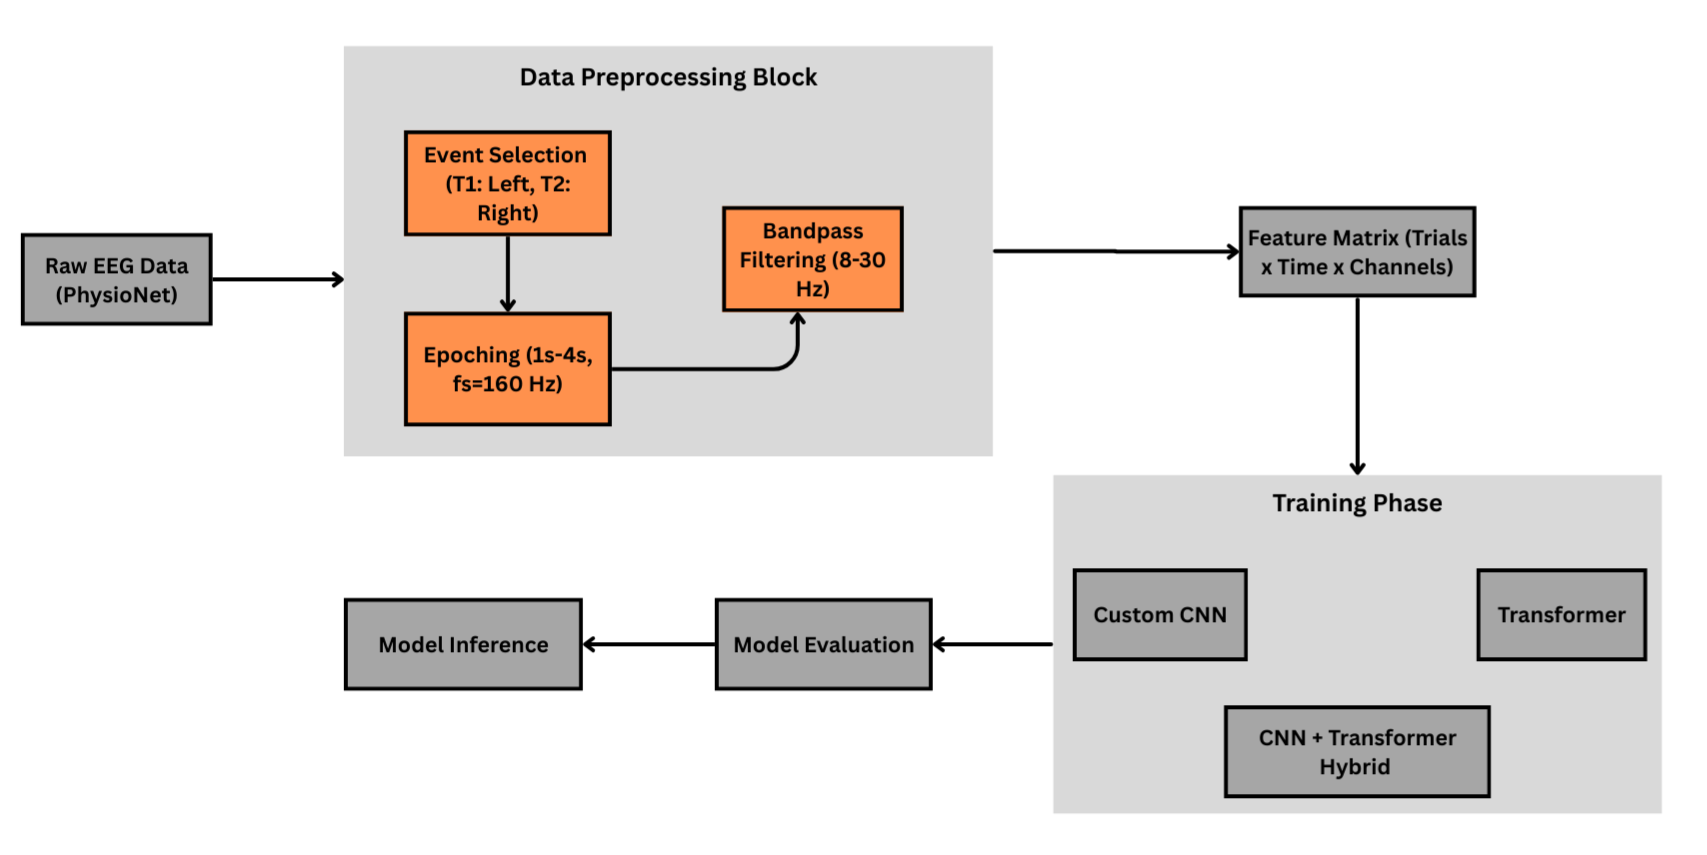 Data Preprocessing Block
Event Selection
(T1: Left, T2:
Right)
Bandpass
Filtering (8-30
Hz)
Epoching (1s-4s,
fs=160 Hz)
Raw EEG Data
(PhysioNet)
Feature Matrix (Trials
x Time x Channels)
Training Phase
Custom CNN
Transformer
CNN + Transformer
Hybrid
Model Evaluation
Model Inference